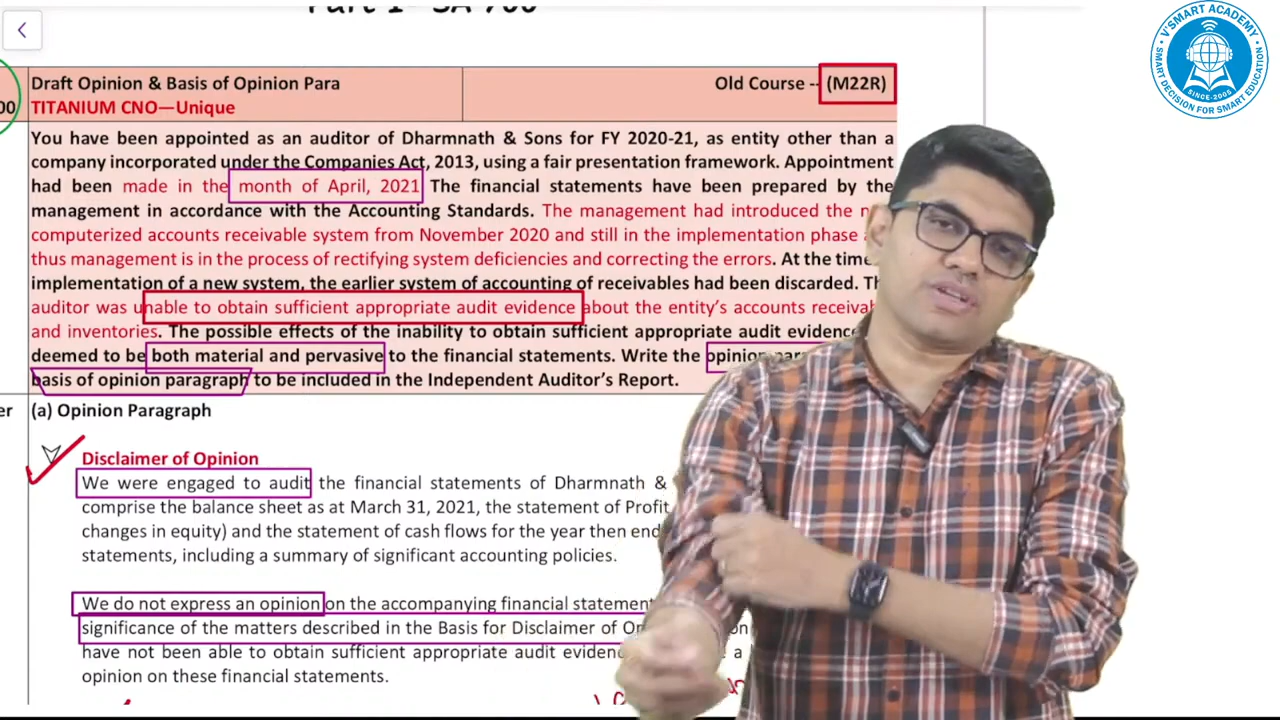 Part 1- SA 700
Draft Opinion & Basis of Opinion Para
Old Course -- (M22R)
00
TITANIUM CNO—Unique
You have been appointed as an auditor of Dharmnath & Sons for FY 2020-21, as entity other than a
company incorporated under the Companies Act, 2013, using a fair presentation framework. Appointment
had been made in the month of April, 2021 The financial statements have been prepared by the
management in accordance with the Accounting Standards. The management had introduced the
computerized accounts receivable system from November 2020 and still in the implementation phase
thus management is in the process of rectifying system deficiencies and correcting the errors. At the time
implementation of a new system, the earlier system of accounting of receivables had been discarded.
auditor was unable to obtain sufficient appropriate audit evidence about the entity's accounts
and inventories. The possible effects of the inability to obtain sufficient appropriate audit evidence
deemed to be both material and pervasive to the financial statements. Write the opinion
basis of opinion paragraph to be included in the Independent Auditor's Report.
er (a) Opinion Paragraph
Disclaimer of Opinion
We were engaged to audit the financial statements of Dharmnath &
comprise the balance sheet as at March 31, 2021, the statement of Profit
changes in equity) and the statement of cash flows for the year then
statements, including a summary of significant accounting policies.
We do not express an opinion on the accompanying financial
significance of the matters described in the Basis for Disclaimer of
have not been able to obtain sufficient appropriate audit a
opinion on these financial statements.
V'SMART ACADEMY
SMART DECISION FOR SMART EDUCATION
SINCE-2005